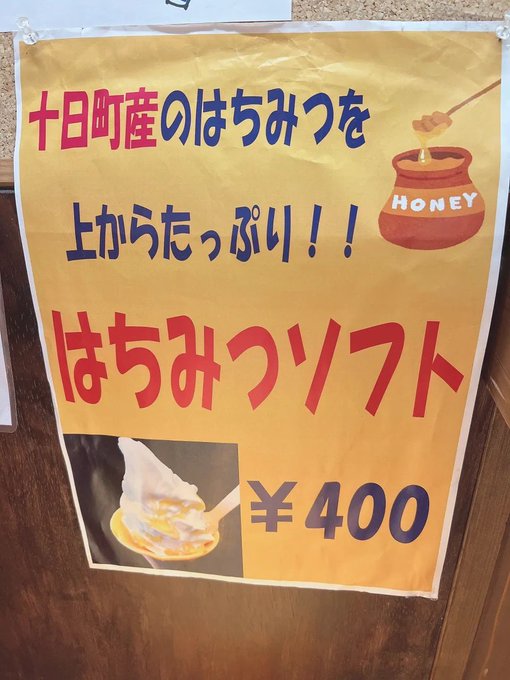 十日町産のはちみつを
HONEY
上からたっぷり！！
はちみつソフト
￥400